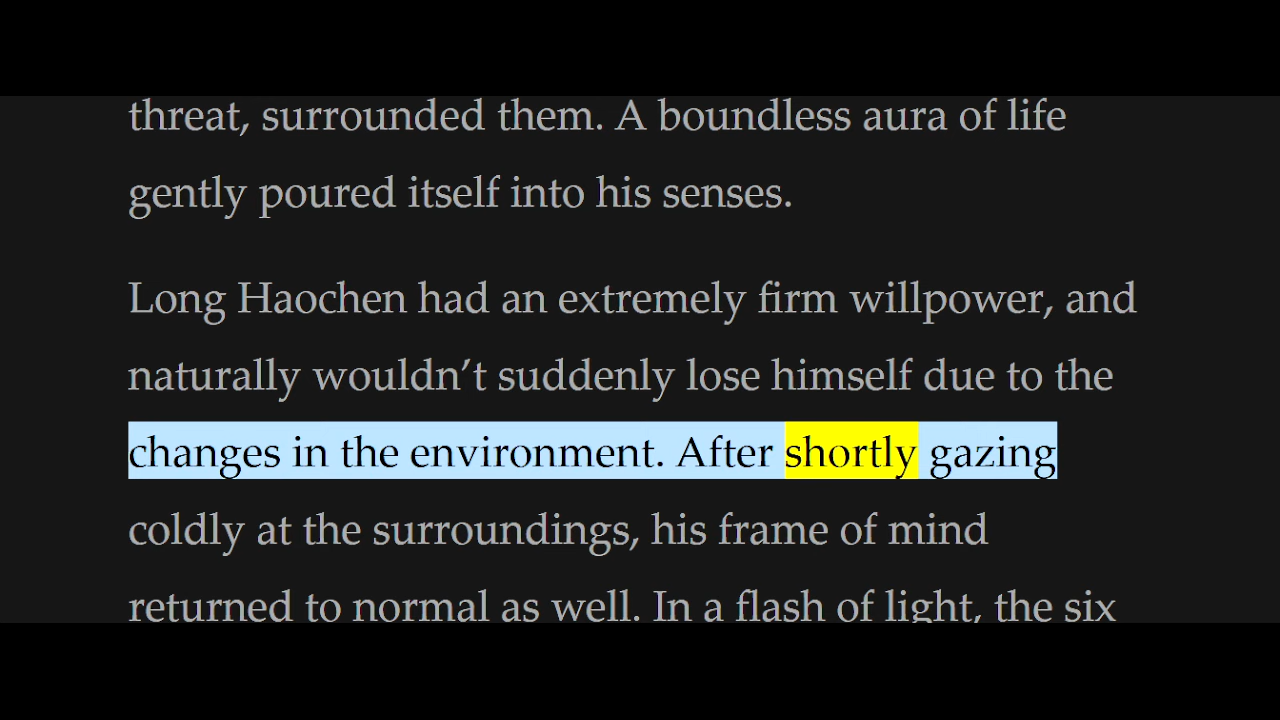 threat, surrounded them. A boundless aura of life
gently poured itself into his senses.
Long Haochen had an extremely firm willpower, and
naturally wouldn’t suddenly lose himself due to the
changes in the environment. After shortly gazing
coldly at the surroundings, his frame of mind
returned to normal as well. In a flash of light, the six